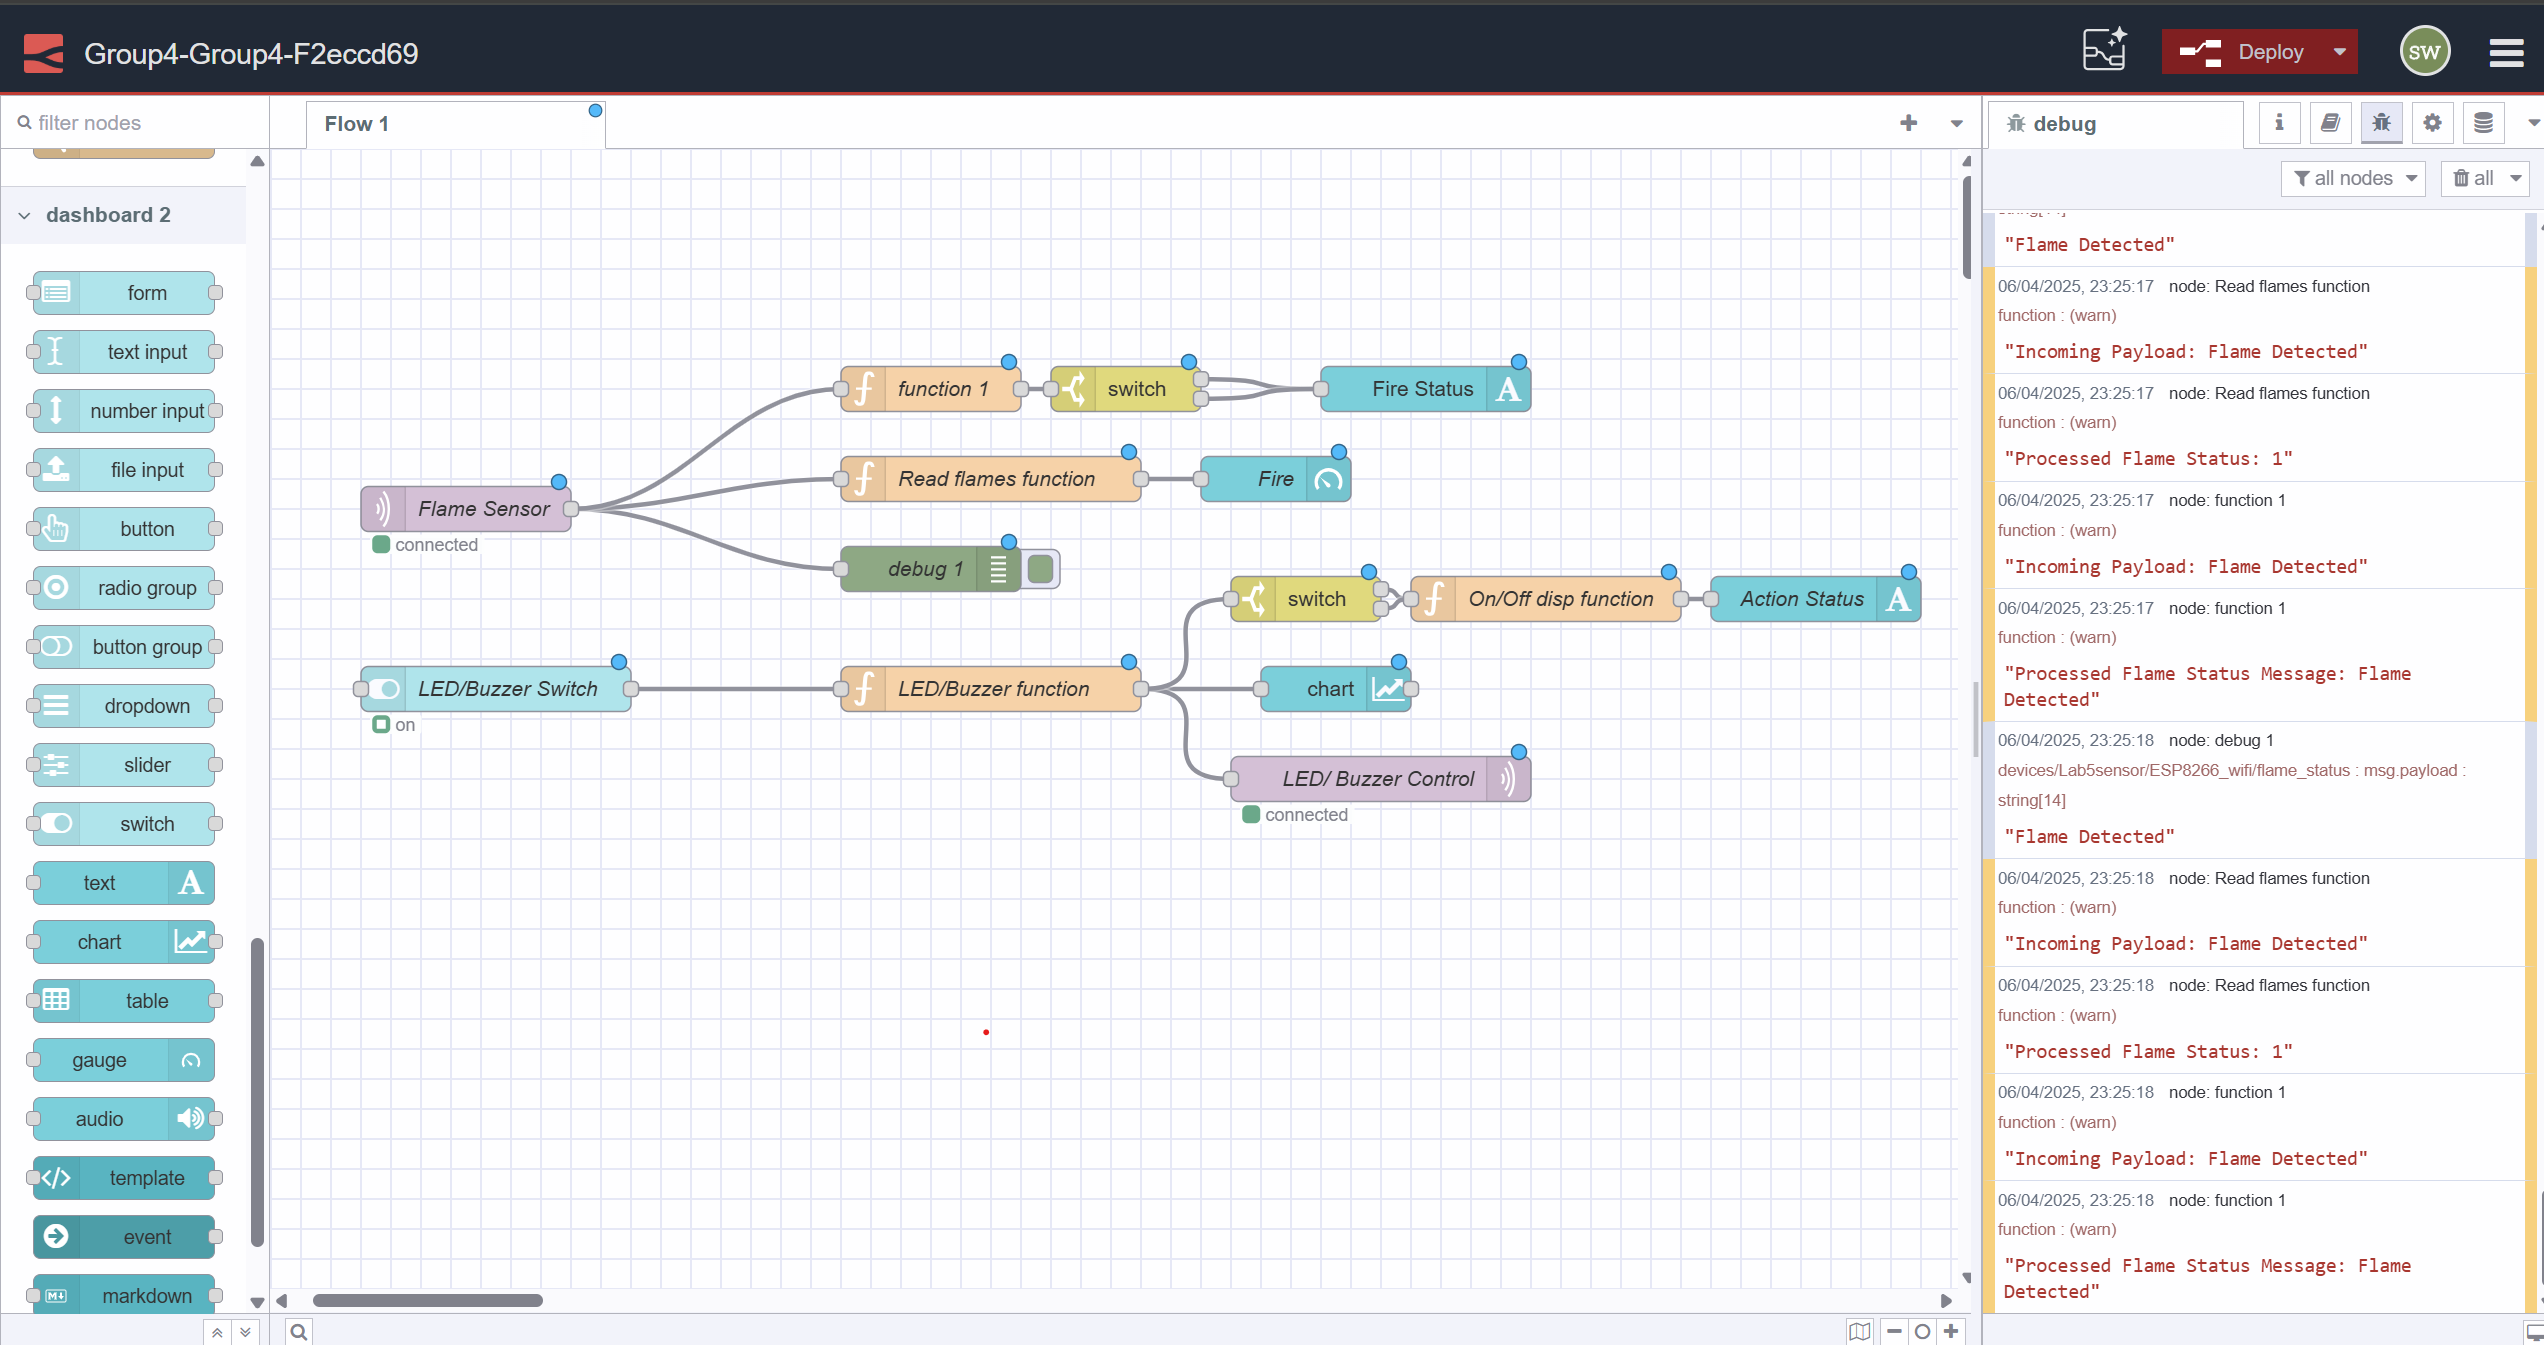 Group4-Group4-F2eccd69
Deploy
SW
filter nodes
dashboard 2
form
text input
number input
file input
button
radio group
button group
dropdown
slider
switch
text
chart
table
gauge
audio
template
event
markdown
Flow 1
function 1
switch
Fire Status
Read flames function
Fire
Flame Sensor
connected
debug 1
switch
On/Off disp function
Action Status
LED/Buzzer Switch
on
LED/Buzzer function
chart
LED/ Buzzer Control
connected
debug
all nodes
all
"Flame Detected"
06/04/2025, 23:25:17 node: Read flames function
function : (warn)
"Incoming Payload: Flame Detected"
06/04/2025, 23:25:17 node: Read flames function
function : (warn)
"Processed Flame Status: 1"
06/04/2025, 23:25:17 node: function 1
function : (warn)
"Incoming Payload: Flame Detected"
06/04/2025, 23:25:17 node: function 1
function : (warn)
"Processed Flame Status Message: Flame
Detected"
06/04/2025, 23:25:18 node: debug 1
devices/Lab5sensor/ESP8266_wifi/flame_status : msg.payload :
string[14]
"Flame Detected"
06/04/2025, 23:25:18 node: Read flames function
function : (warn)
"Incoming Payload: Flame Detected"
06/04/2025, 23:25:18 node: Read flames function
function : (warn)
"Processed Flame Status: 1"
06/04/2025, 23:25:18 node: function 1
function : (warn)
"Incoming Payload: Flame Detected"
06/04/2025, 23:25:18 node: function 1
function : (warn)
"Processed Flame Status Message: Flame
Detected"